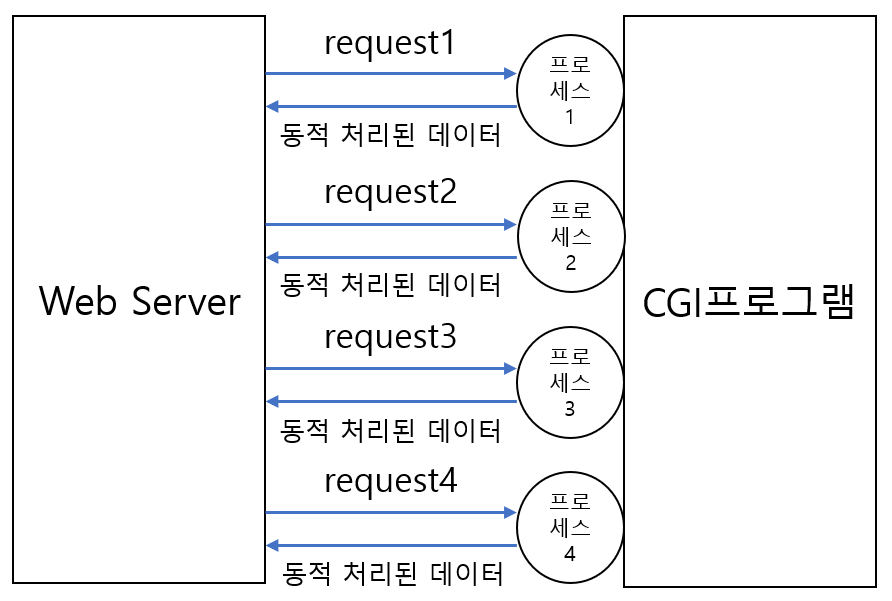 request1
프로
세스
1
동적 처리된 데이터
request2
프로
세스
2
동적 처리된 데이터
Web Server
CGI프로그램
request3
프로
세스
3
동적 처리된 데이터
request4
프로
세스
4
동적 처리된 데이터